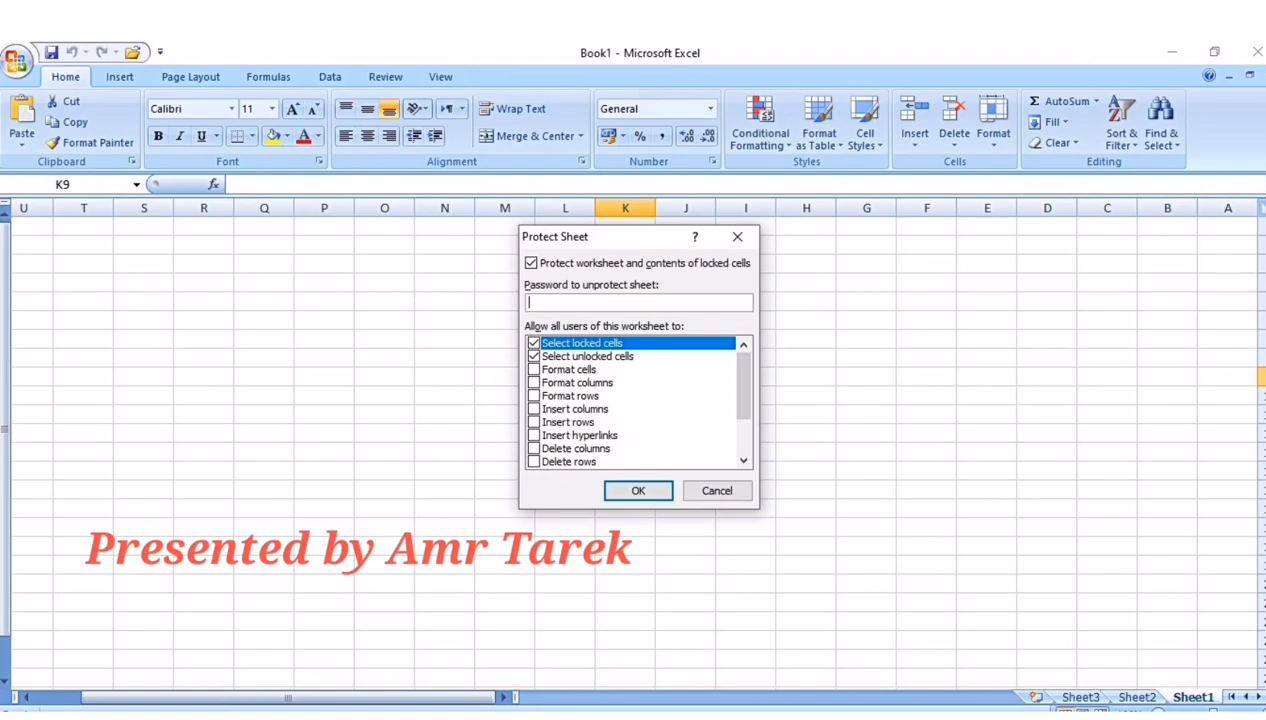 Book1 - Microsoft Excel
Home Insert Page Layout Formulas Data Review View
Cut Calibri 11 Wrap Text General Σ AutoSum
Paste Copy Conditional Formatting Format as Table Cell Styles Insert Delete Format Fill Sort & Filter Find & Select
Format Painter B I U Merge & Center % , Clear
Clipboard Font Alignment Number Styles Cells Editing
K9 fx
U T S R Q P O N M L K J I H G F E D C B A
Protect Sheet ?
Protect worksheet and contents of locked cells
Password to unprotect sheet:
Allow all users of this worksheet to:
Select locked cells
Select unlocked cells
Format cells
Format columns
Format rows
Insert columns
Insert rows
Insert hyperlinks
Delete columns
Delete rows
OK Cancel
Presented by Amr Tarek
Sheet3 Sheet2 Sheet1